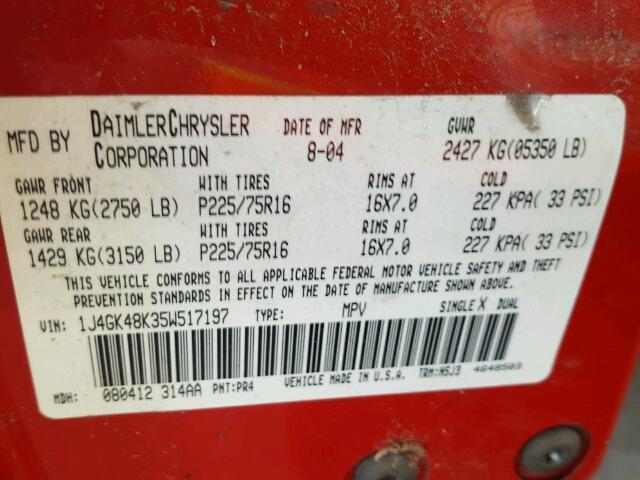 MFD BY DAIMLERCHRYSLER CORPORATION DATE OF MFR 8-04 GVWR 2427 KG(05350 LB)
GAWR FRONT WITH TIRES RIMS AT COLD
1248 KG(2750 LB) P225/75R16 16X7.0 227 KPA( 33 PSI)
GAWR REAR WITH TIRES RIMS AT COLD
1429 KG(3150 LB) P225/75R16 16X7.0 227 KPA( 33 PSI)
THIS VEHICLE CONFORMS TO ALL APPLICABLE FEDERAL MOTOR VEHICLE SAFETY AND THEFT
PREVENTION STANDARDS IN EFFECT ON THE DATE OF MANUFACTURE SHOWN ABOVE.
VIN: 1J4GK48K35W517197 TYPE: MPV SINGLE X DUAL
MDH: 080412 314AA PNT:PR4 VEHICLE MADE IN U.S.A. TRM:NSJ3 4648503